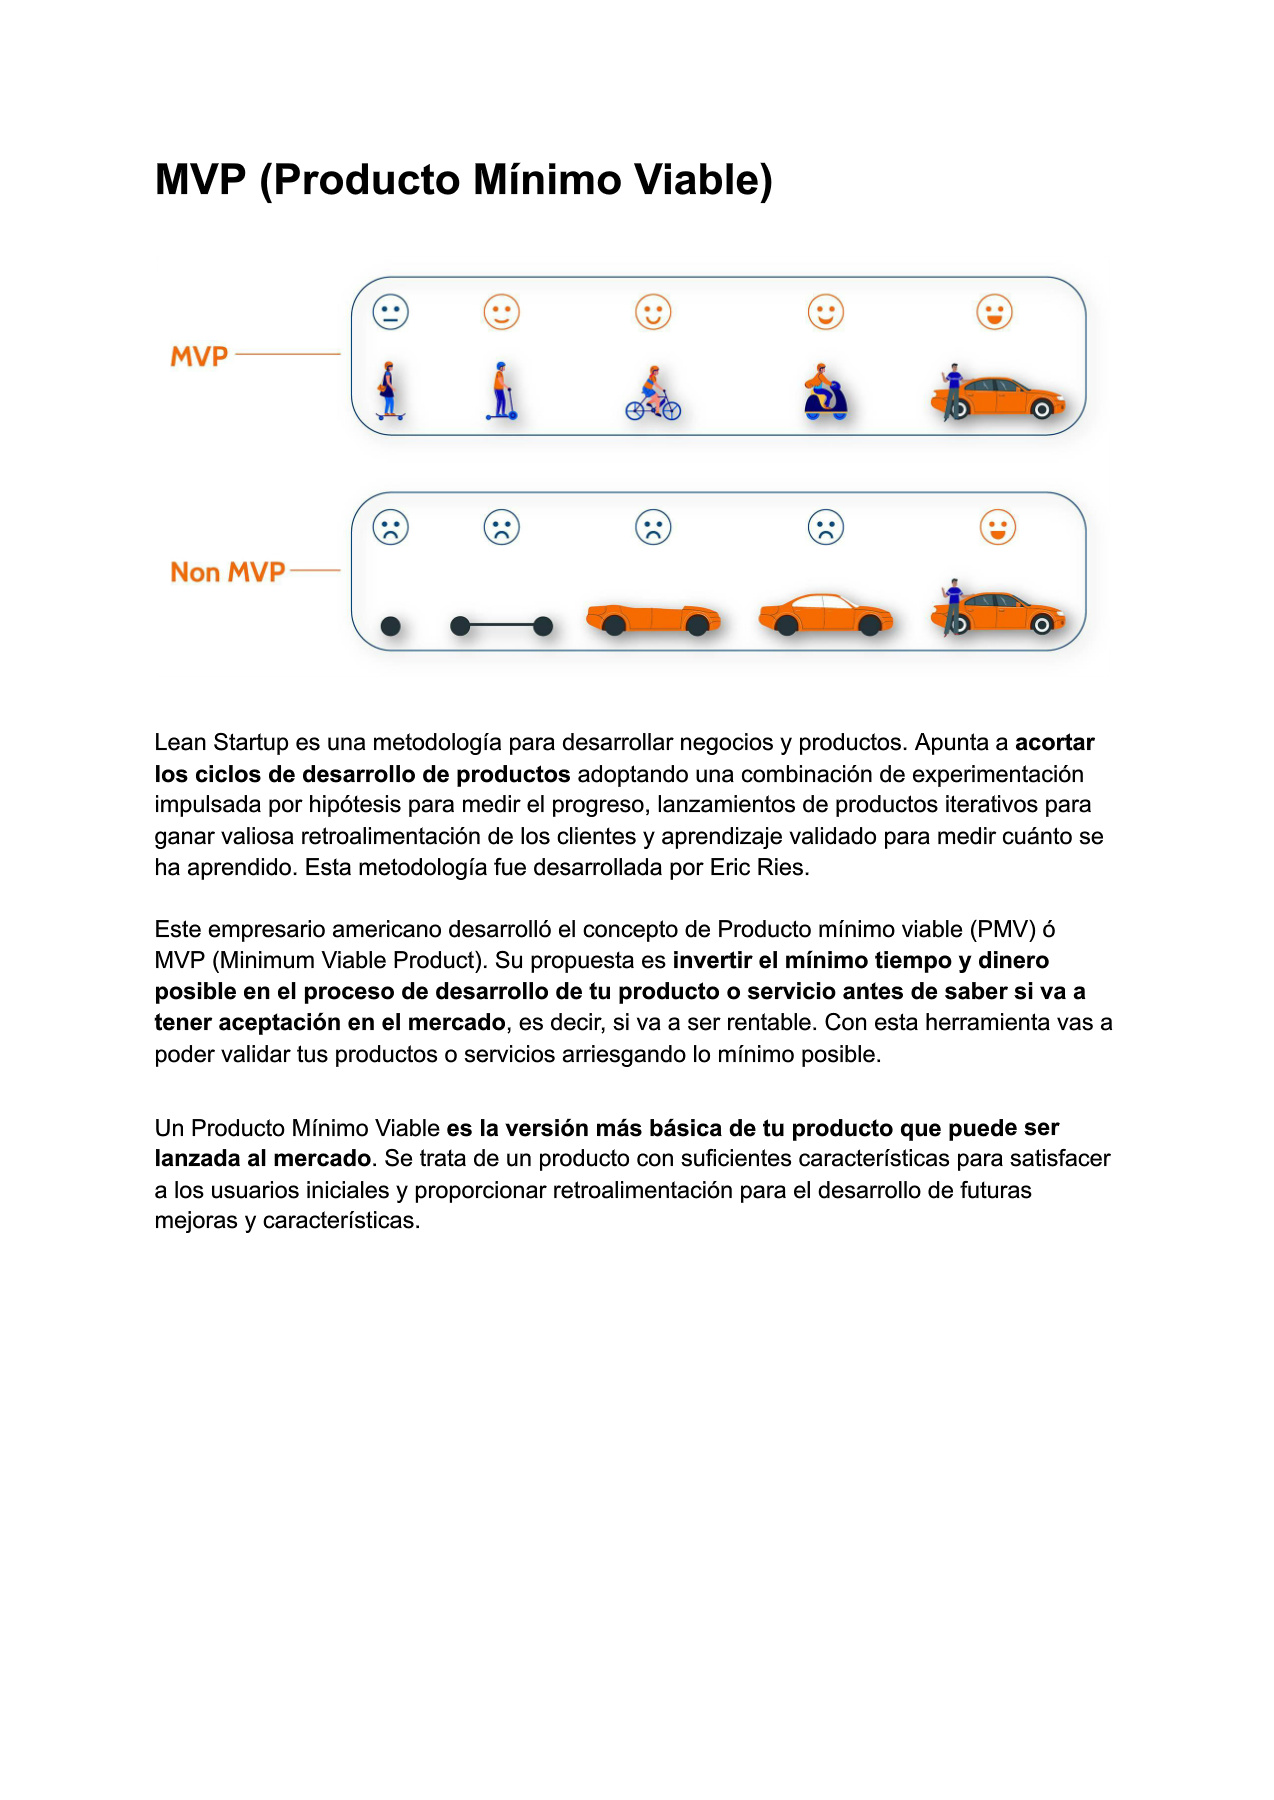 MVP (Producto Mínimo Viable)
MVP
Non MVP
Lean Startup es una metodología para desarrollar negocios y productos. Apunta a acortar
los ciclos de desarrollo de productos adoptando una combinación de experimentación
impulsada por hipótesis para medir el progreso, lanzamientos de productos iterativos para
ganar valiosa retroalimentación de los clientes y aprendizaje validado para medir cuánto se
ha aprendido. Esta metodología fue desarrollada por Eric Ries.
Este empresario americano desarrolló el concepto de Producto mínimo viable (PMV) ó
MVP (Minimum Viable Product). Su propuesta es invertir el mínimo tiempo y dinero
posible en el proceso de desarrollo de tu producto o servicio antes de saber si va a
tener aceptación en el mercado, es decir, si va a ser rentable. Con esta herramienta vas a
poder validar tus productos o servicios arriesgando lo mínimo posible.
Un Producto Mínimo Viable es la versión más básica de tu producto que puede ser
lanzada al mercado. Se trata de un producto con suficientes características para satisfacer
a los usuarios iniciales y proporcionar retroalimentación para el desarrollo de futuras
mejoras y características.